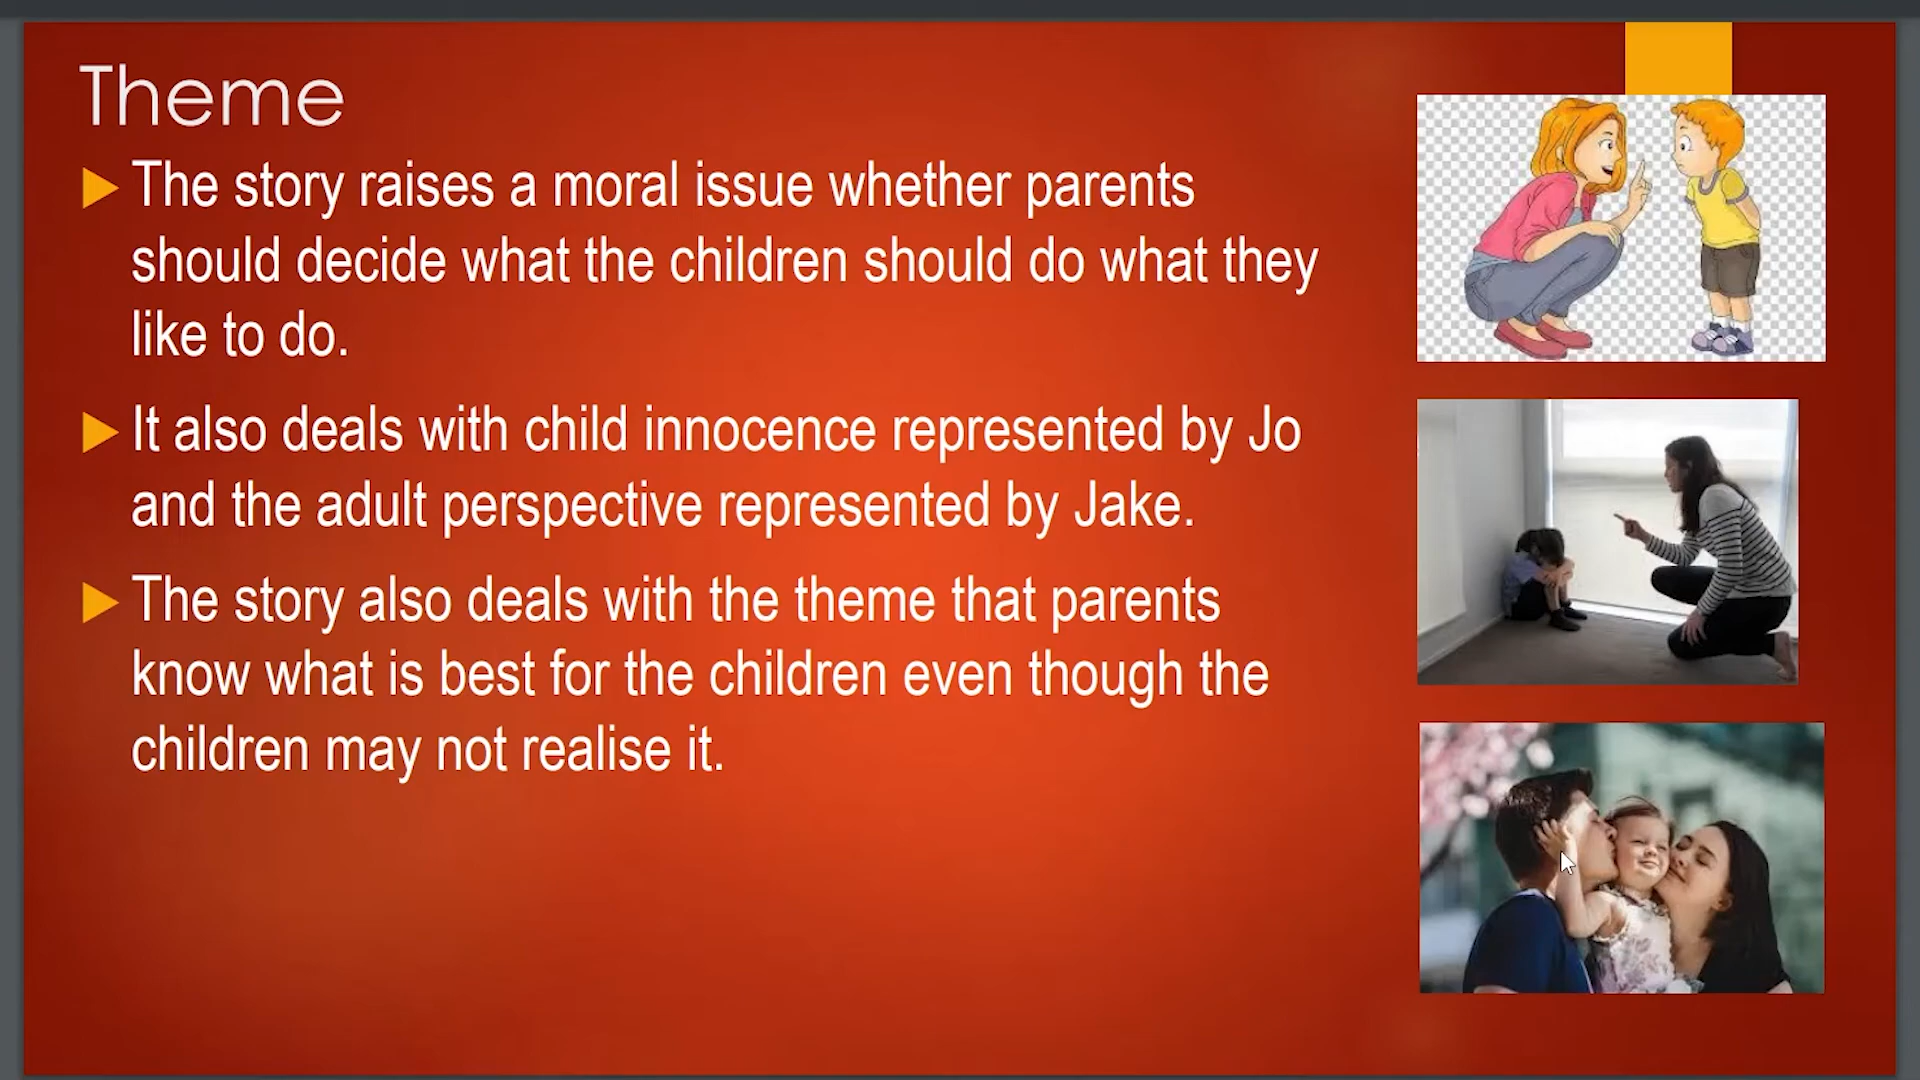 Theme
The story raises a moral issue whether parents
should decide what the children should do what they
like to do.
It also deals with child innocence represented by Jo
and the adult perspective represented by Jake.
The story also deals with the theme that parents
know what is best for the children even though the
children may not realise it.